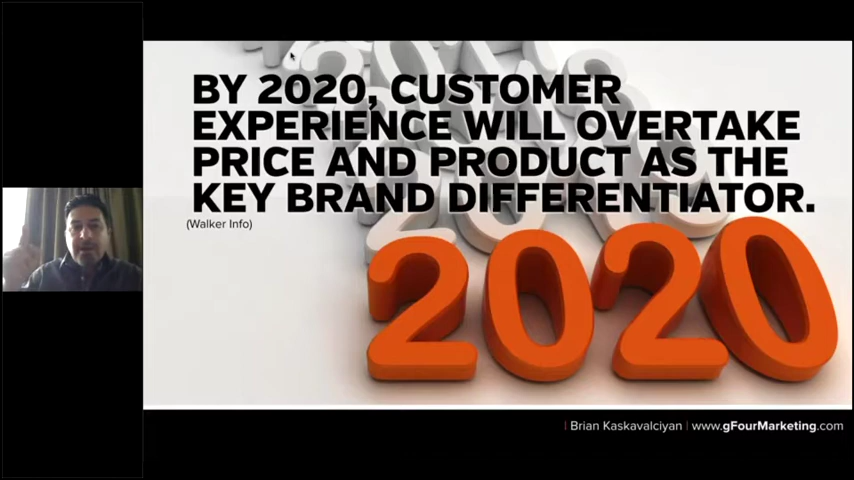 BY 2020, CUSTOMER
EXPERIENCE WILL OVERTAKE
PRICE AND PRODUCT AS THE
KEY BRAND DIFFERENTIATOR.
(Walker Info)
2020
| Brian Kaskavalciyan | www.gFourMarketing.com